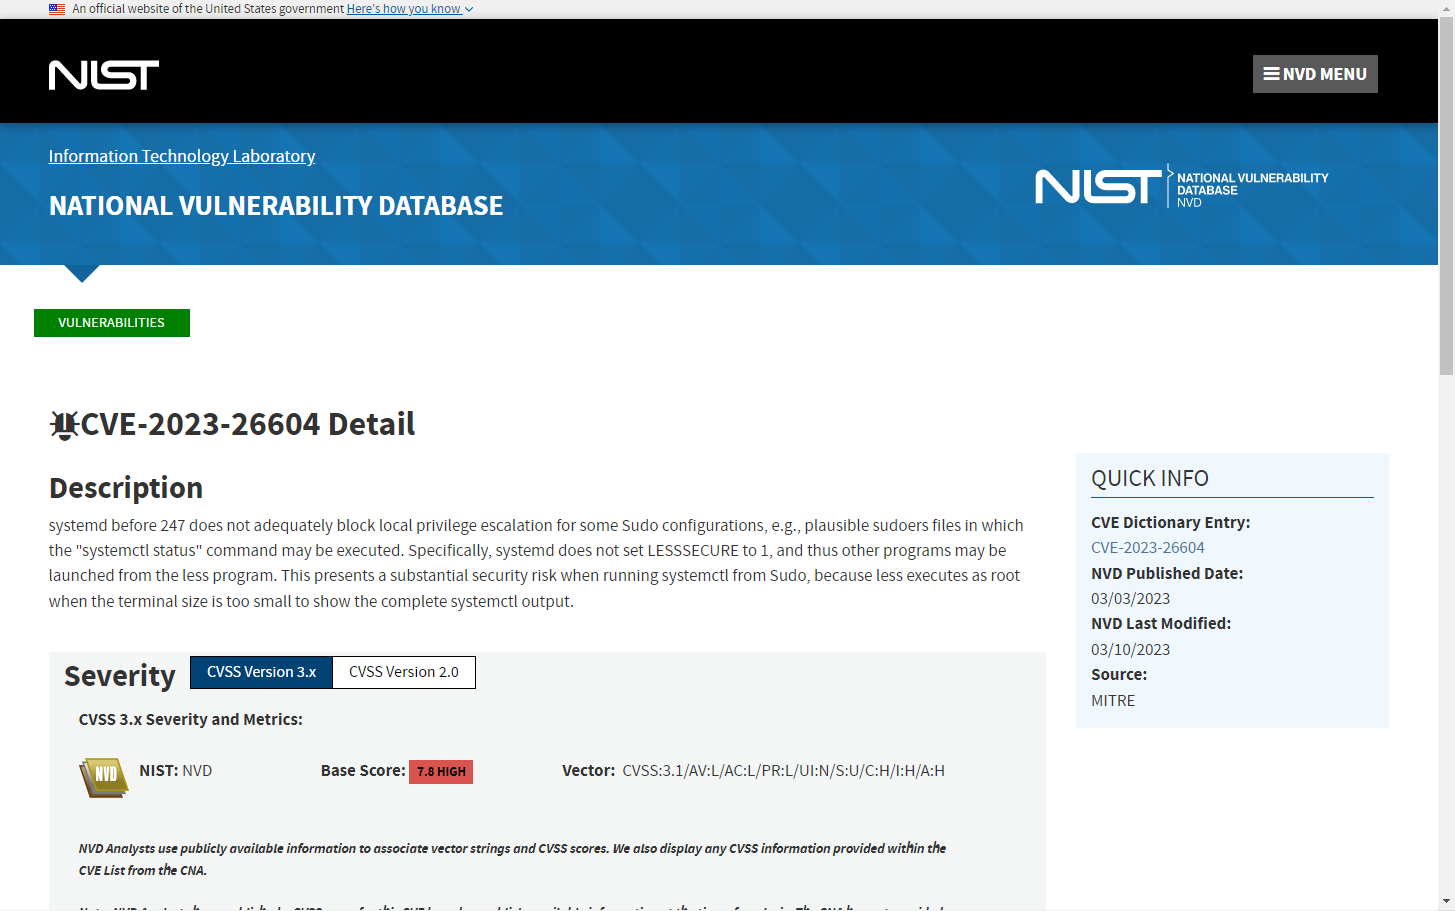 An official website of the United States government Here's how you know
NIST
NVD MENU
Information Technology Laboratory
NATIONAL VULNERABILITY DATABASE
NIST
NATIONAL VULNERABILITY
DATABASE
NVD
VULNERABILITIES
CVE-2023-26604 Detail
Description
systemd before 247 does not adequately block local privilege escalation for some Sudo configurations, e.g., plausible sudoers files in which
the "systemctl status" command may be executed. Specifically, systemd does not set LESSSECURE to 1, and thus other programs may be
launched from the less program. This presents a substantial security risk when running systemctl from Sudo, because less executes as root
when the terminal size is too small to show the complete systemctl output.
QUICK INFO
CVE Dictionary Entry:
CVE-2023-26604
NVD Published Date:
03/03/2023
NVD Last Modified:
03/10/2023
Source:
MITRE
Severity
CVSS Version 3.x
CVSS Version 2.0
CVSS 3.x Severity and Metrics:
NVD
NIST: NVD
Base Score: 7.8 HIGH
Vector: CVSS:3.1/AV:L/AC:L/PR:L/UI:N/S:U/C:H/I:H/A:H
NVD Analysts use publicly available information to associate vector strings and CVSS scores. We also display any CVSS information provided within the
CVE List from the CNA.